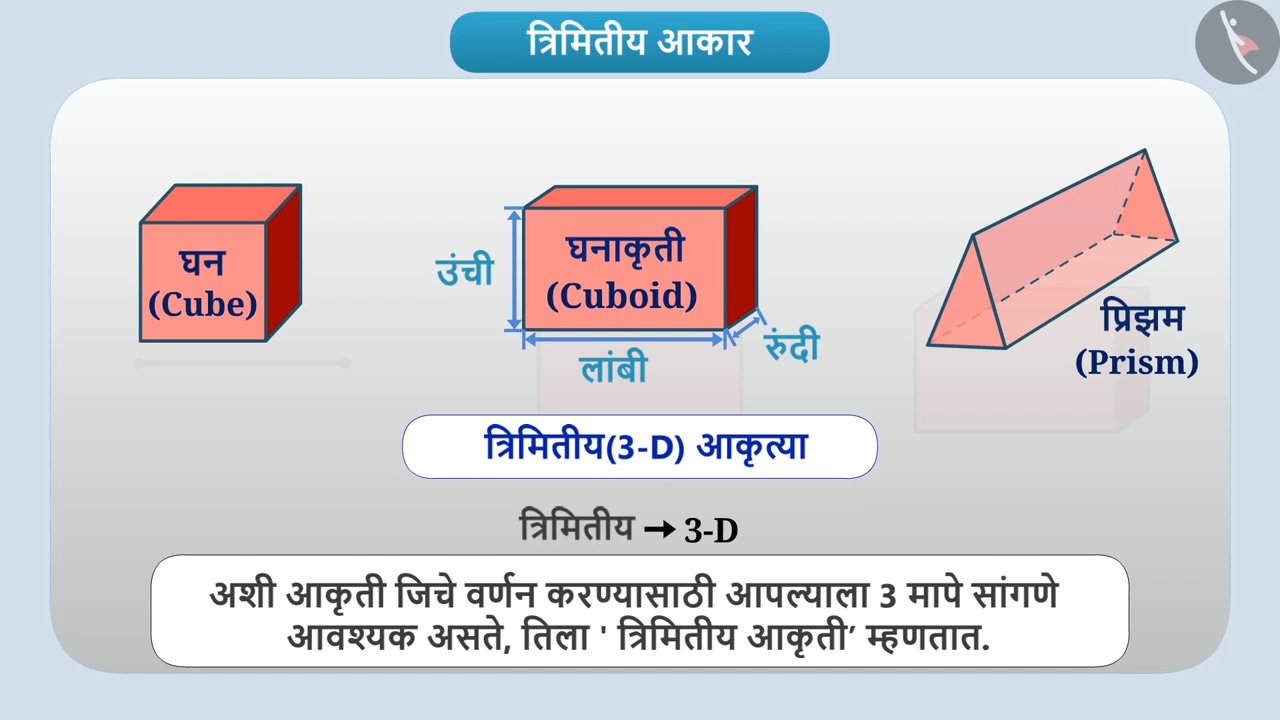 त्रिमितीय आकार
घन
(Cube)
उंची
घनाकृती
(Cuboid)
लांबी
रुंदी
प्रिझम
(Prism)
त्रिमितीय(3-D) आकृत्या
त्रिमितीय → 3-D
अशी आकृती जिचे वर्णन करण्यासाठी आपल्याला 3 मापे सांगणे
आवश्यक असते, तिला ' त्रिमितीय आकृती’ म्हणतात.